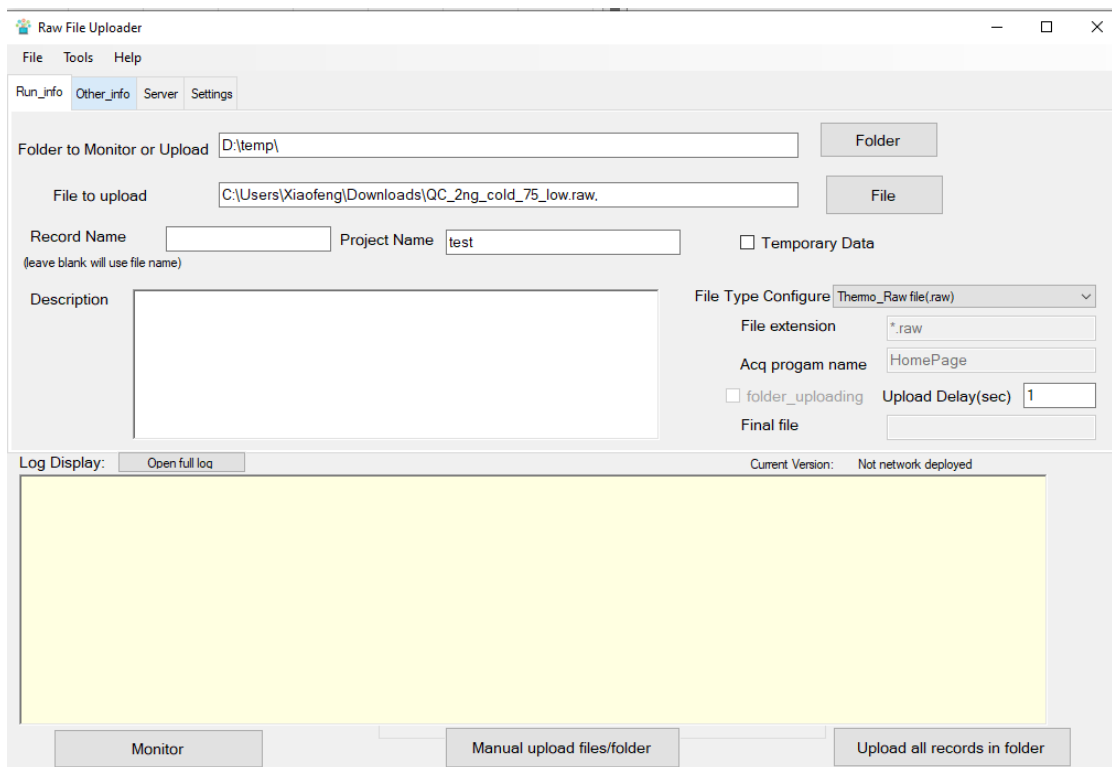 Raw File Uploader
File Tools Help
Run_info Other_info Server Settings
Folder to Monitor or Upload D:\temp\ Folder
File to upload C:\Users\Xiaofeng\Downloads\QC_2ng_cold_75_low.raw, File
Record Name Project Name test Temporary Data
(leave blank will use file name)
Description File Type Configure Thermo_Raw file(.raw)
File extension *.raw
Acq progam name HomePage
folder_uploading Upload Delay(sec) 1
Final file
Log Display: Open full log Current Version: Not network deployed
Monitor Manual upload files/folder Upload all records in folder